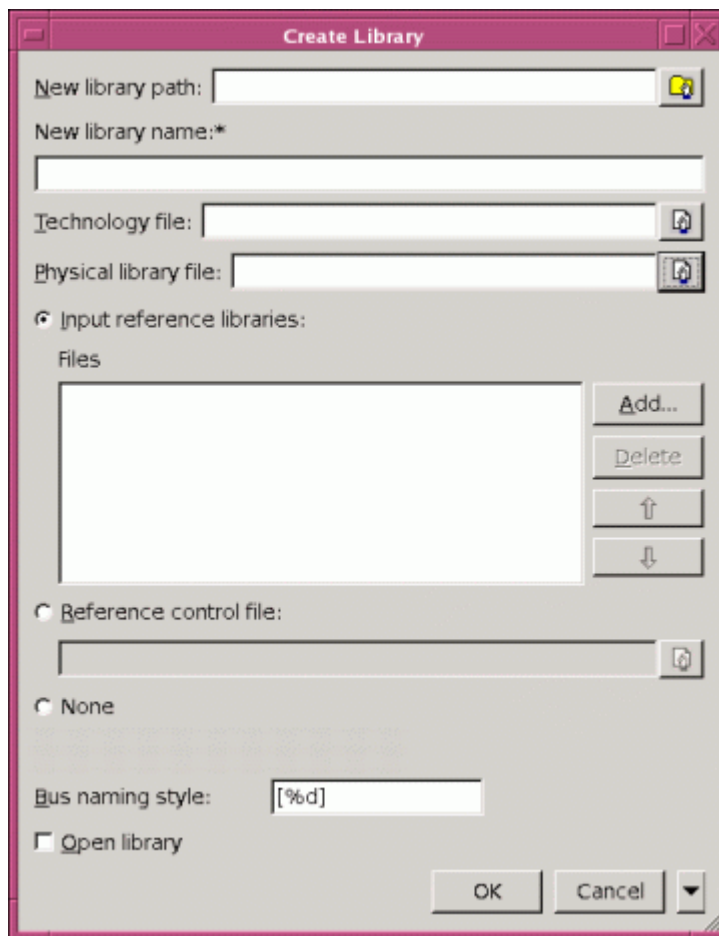 Create Library
New library path:
New library name:*
Technology file:
Physical library file:
Input reference libraries:
Files
Add...
Delete
Reference control file:
None
Bus naming style: [%d]
Open library
OK Cancel